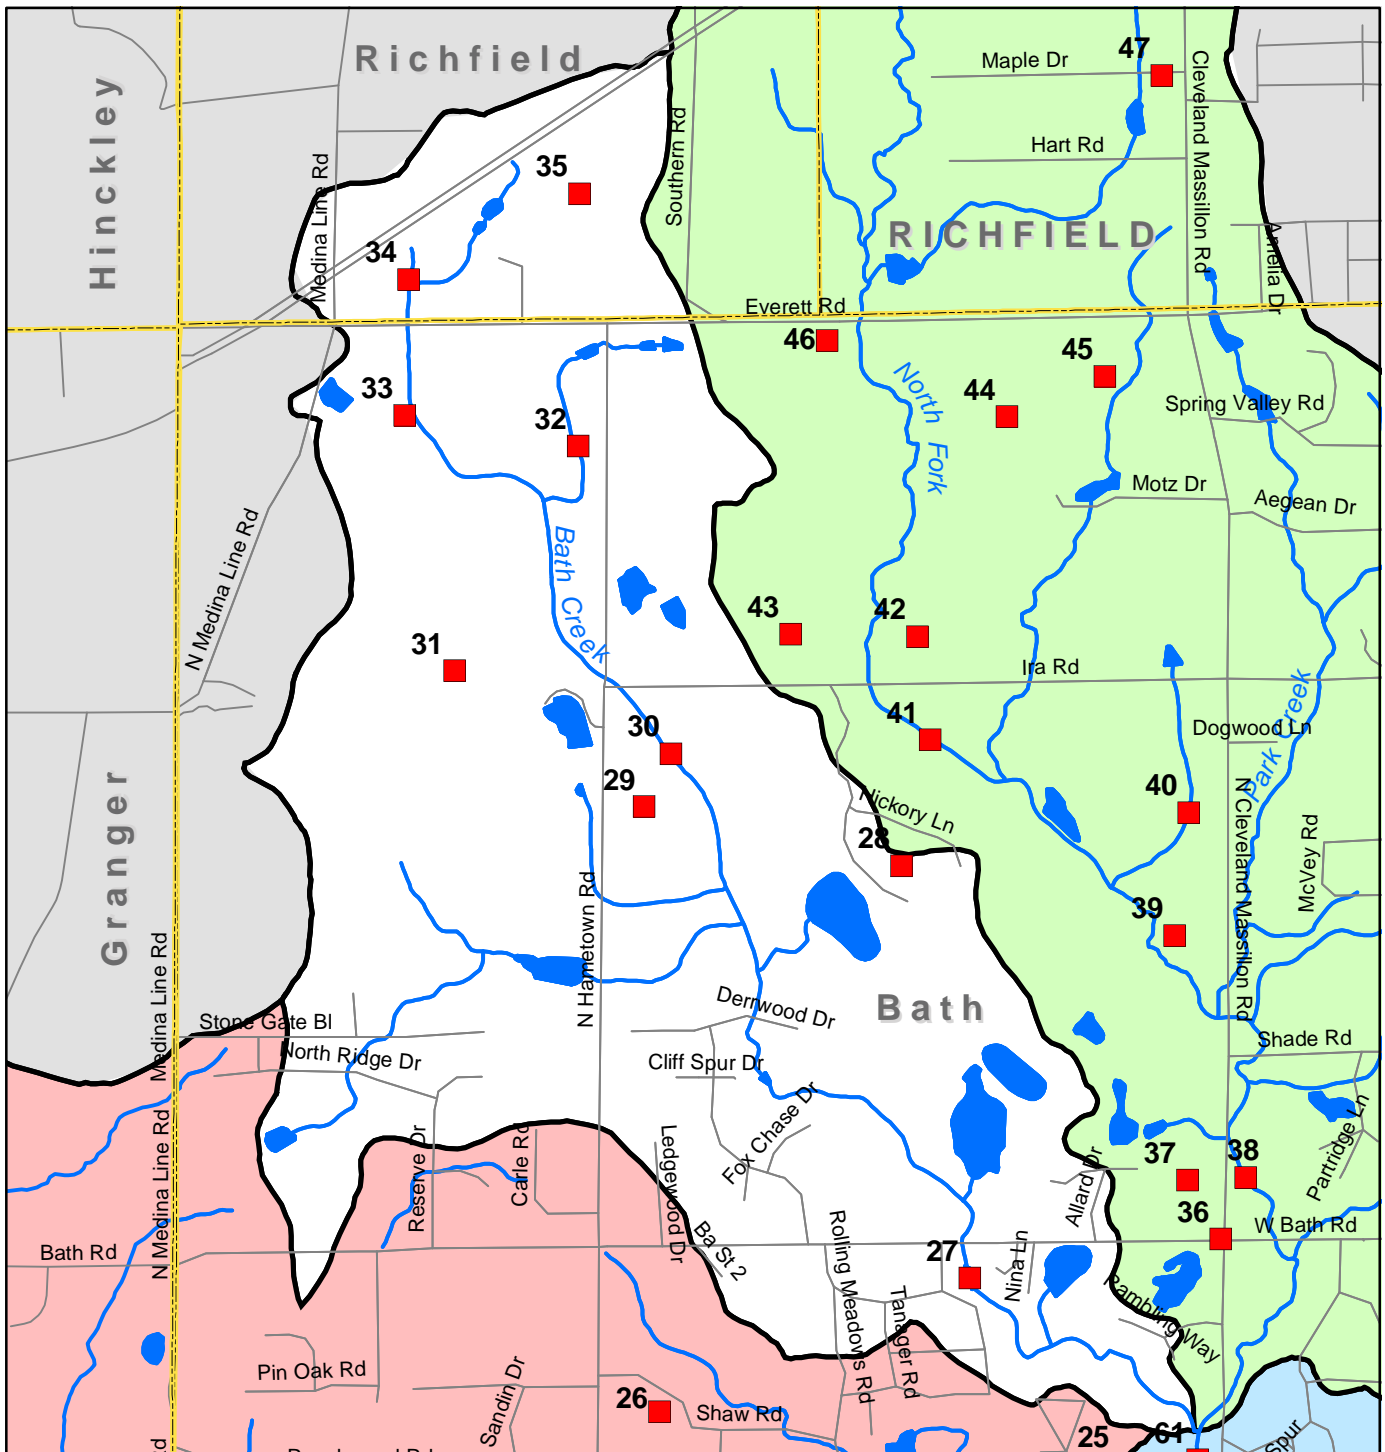 Richfield
47
Maple Dr
Hinckley
Cleveland Massillon Rd
Hart Rd
35
Southern Rd
Medina Line Rd
34
RICHFIELD
Amelia Dr
Everett Rd
46
45
North Fork
44
33
32
Spring Valley Rd
Motz Dr
Aegean Dr
N Medina Line Rd
Bath Creek
43
42
31
Ira Rd
41
30
Dogwood Ln
Park Creek
29
40
Hickory Ln
28
N Cleveland Massillon Rd
McVey Rd
Granger
N Hametown Rd
39
Medina Line Rd
Derrwood Dr
Bath
Stone Gate Bl
North Ridge Dr
Cliff Spur Dr
Shade Rd
Fox Chase Dr
Partridge Ln
N Medina Line Rd
Reserve Dr
Carle Rd
Ledgewood Dr
Allard Dr
37
38
36
Bath Rd
Ba St 2
Rolling Meadows Rd
27
Nina Ln
W Bath Rd
Tanager Rd
Rambling Way
Pin Oak Rd
Sandin Dr
26
Shaw Rd
25
61
Spur
Rd